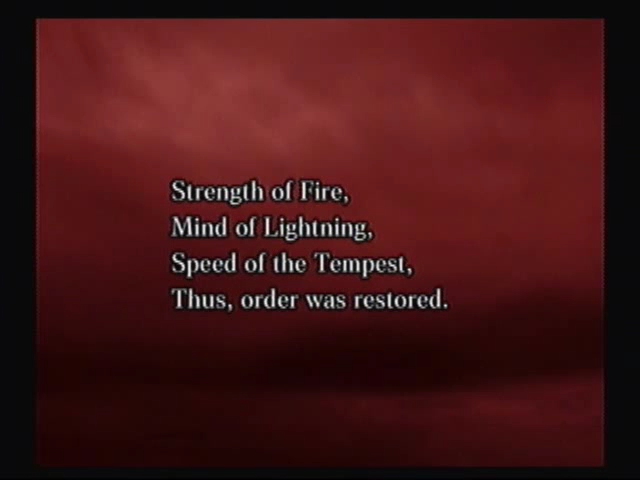 Strength of Fire,
Mind of Lightning,
Speed of the Tempest,
Thus, order was restored.